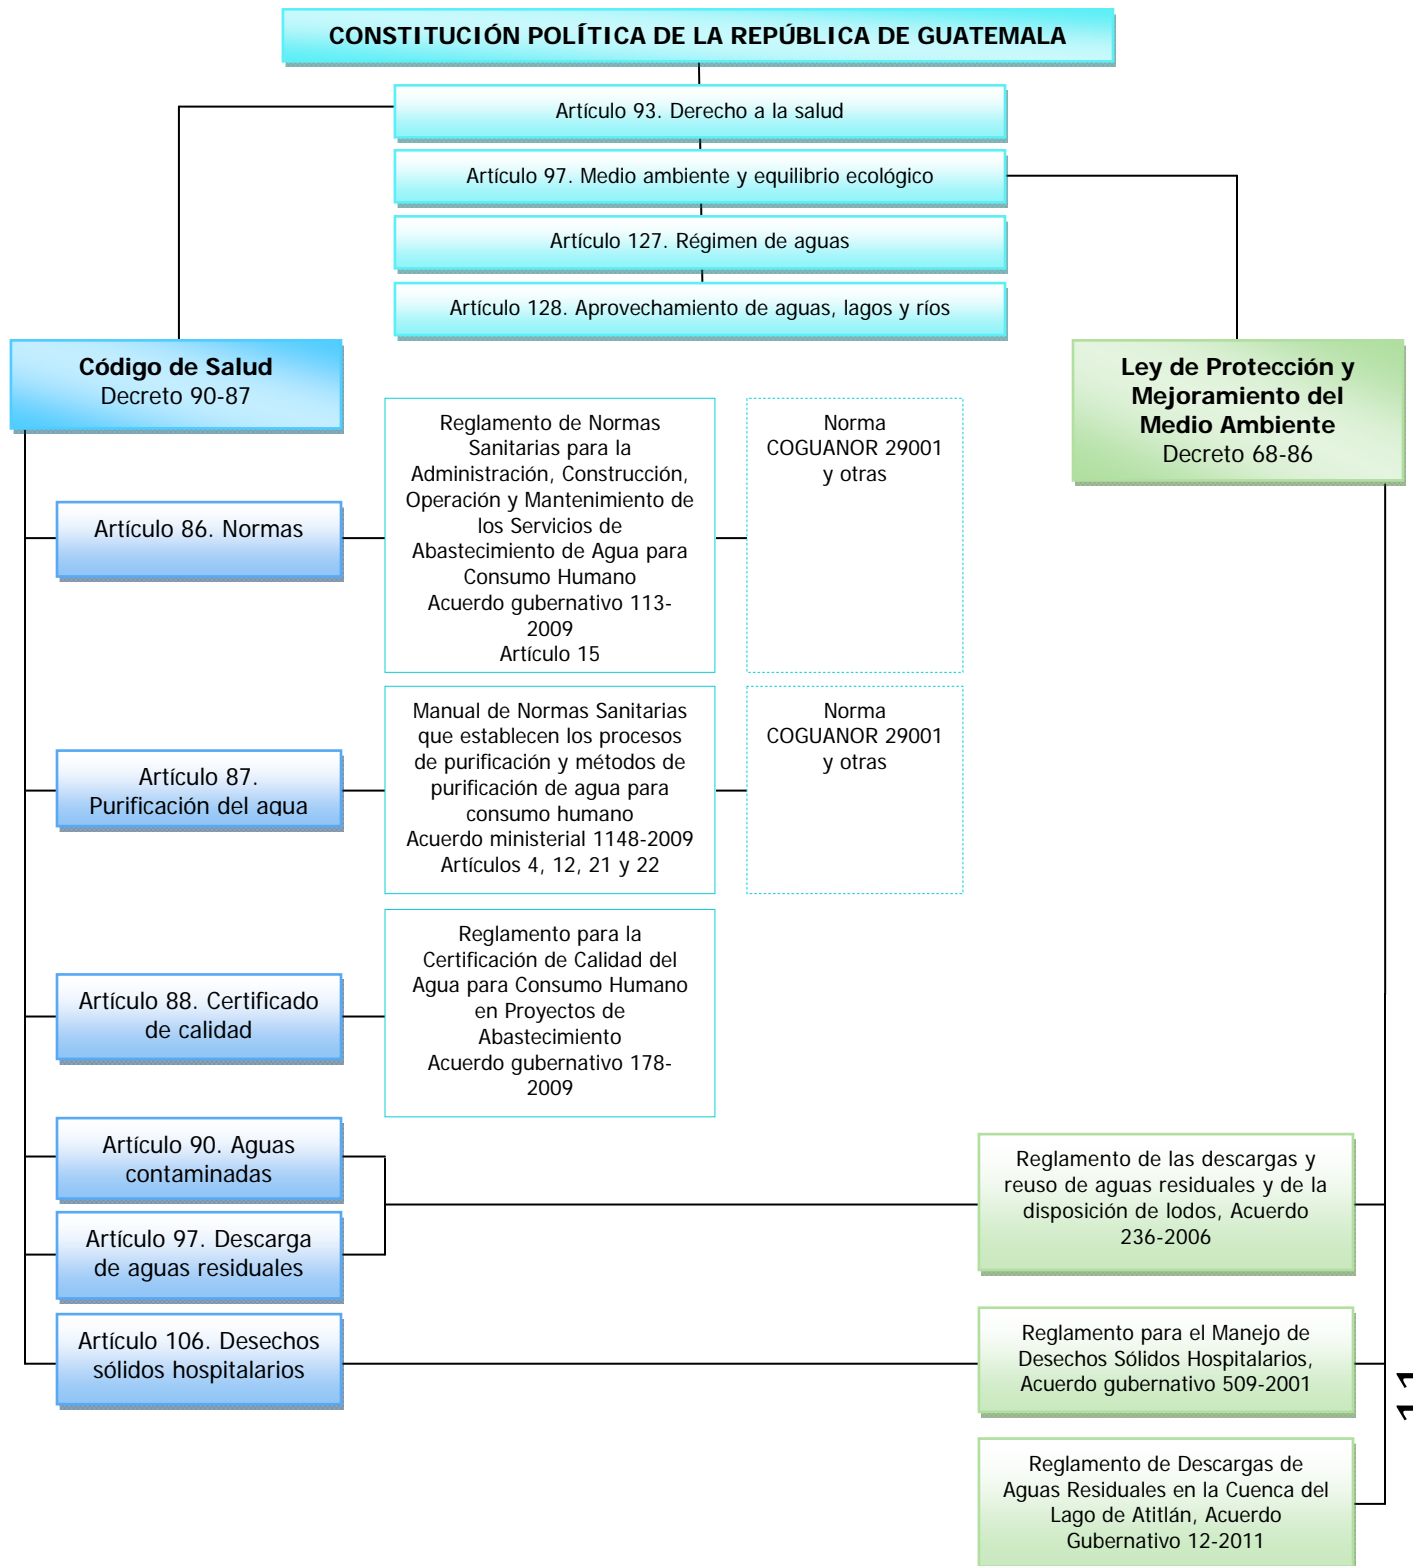 CONSTITUCIÓN POLÍTICA DE LA REPÚBLICA DE GUATEMALA
Artículo 93. Derecho a la salud
Artículo 97. Medio ambiente y equilibrio ecológico
Artículo 127. Régimen de aguas
Artículo 128. Aprovechamiento de aguas, lagos y ríos
Código de Salud
Decreto 90-87
Ley de Protección y
Mejoramiento del
Medio Ambiente
Decreto 68-86
Artículo 86. Normas
Reglamento de Normas
Sanitarias para la
Administración, Construcción,
Operación y Mantenimiento de
los Servicios de
Abastecimiento de Agua para
Consumo Humano
Acuerdo gubernativo 113-
2009
Artículo 15
Norma
COGUANOR 29001
y otras
Artículo 87.
Purificación del agua
Manual de Normas Sanitarias
que establecen los procesos
de purificación y métodos de
purificación de agua para
consumo humano
Acuerdo ministerial 1148-2009
Artículos 4, 12, 21 y 22
Norma
COGUANOR 29001
y otras
Artículo 88. Certificado
de calidad
Reglamento para la
Certificación de Calidad del
Agua para Consumo Humano
en Proyectos de
Abastecimiento
Acuerdo gubernativo 178-
2009
Artículo 90. Aguas
contaminadas
Artículo 97. Descarga
de aguas residuales
Reglamento de las descargas y
reuso de aguas residuales y de la
disposición de lodos, Acuerdo
236-2006
Artículo 106. Desechos
sólidos hospitalarios
Reglamento para el Manejo de
Desechos Sólidos Hospitalarios,
Acuerdo gubernativo 509-2001
11
Reglamento de Descargas de
Aguas Residuales en la Cuenca del
Lago de Atitlán, Acuerdo
Gubernativo 12-2011